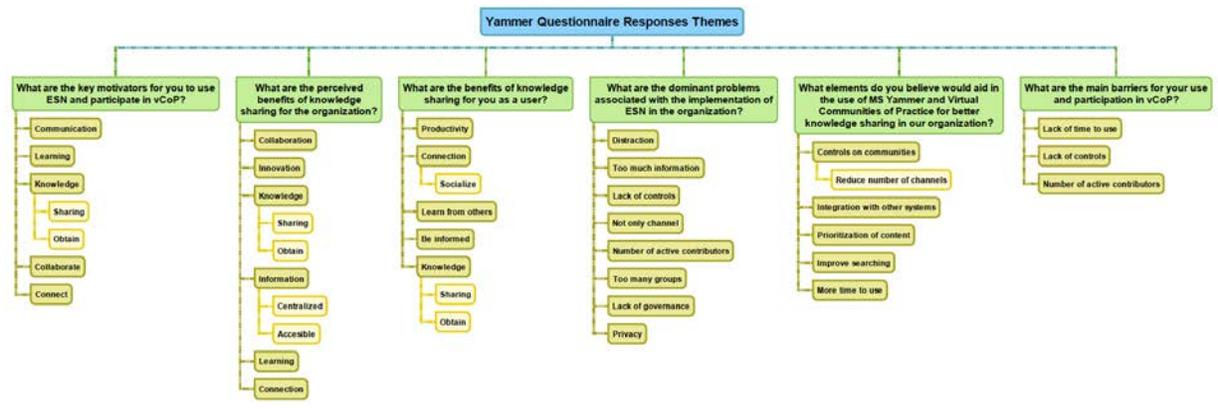 Yammer Questionnaire Responses Themes
What are the key motivators for you to use
ESN and participate in vCoP?
Communication
Learning
Knowledge
Sharing
Obtain
Collaborate
Connect
What are the perceived
benefits of knowledge
sharing for the organization?
Collaboration
Innovation
Knowledge
Sharing
Obtain
Information
Centralized
Accesible
Learning
Connection
What are the benefits of knowledge
sharing for you as a user?
Productivity
Connection
Socialize
Learn from others
Be informed
Knowledge
Sharing
Obtain
What are the dominant problems
associated with the implementation of
ESN in the organization?
Distraction
Too much information
Lack of controls
Not only channel
Number of active contributors
Too many groups
Lack of governance
Privacy
What elements do you believe would aid in
the use of MS Yammer and Virtual
Communities of Practice for better
knowledge sharing in our organization?
Controls on communities
Reduce number of channels
Integration with other systems
Prioritization of content
Improve searching
More time to use
What are the main barriers for your use
and participation in vCoP?
Lack of time to use
Lack of controls
Number of active contributors